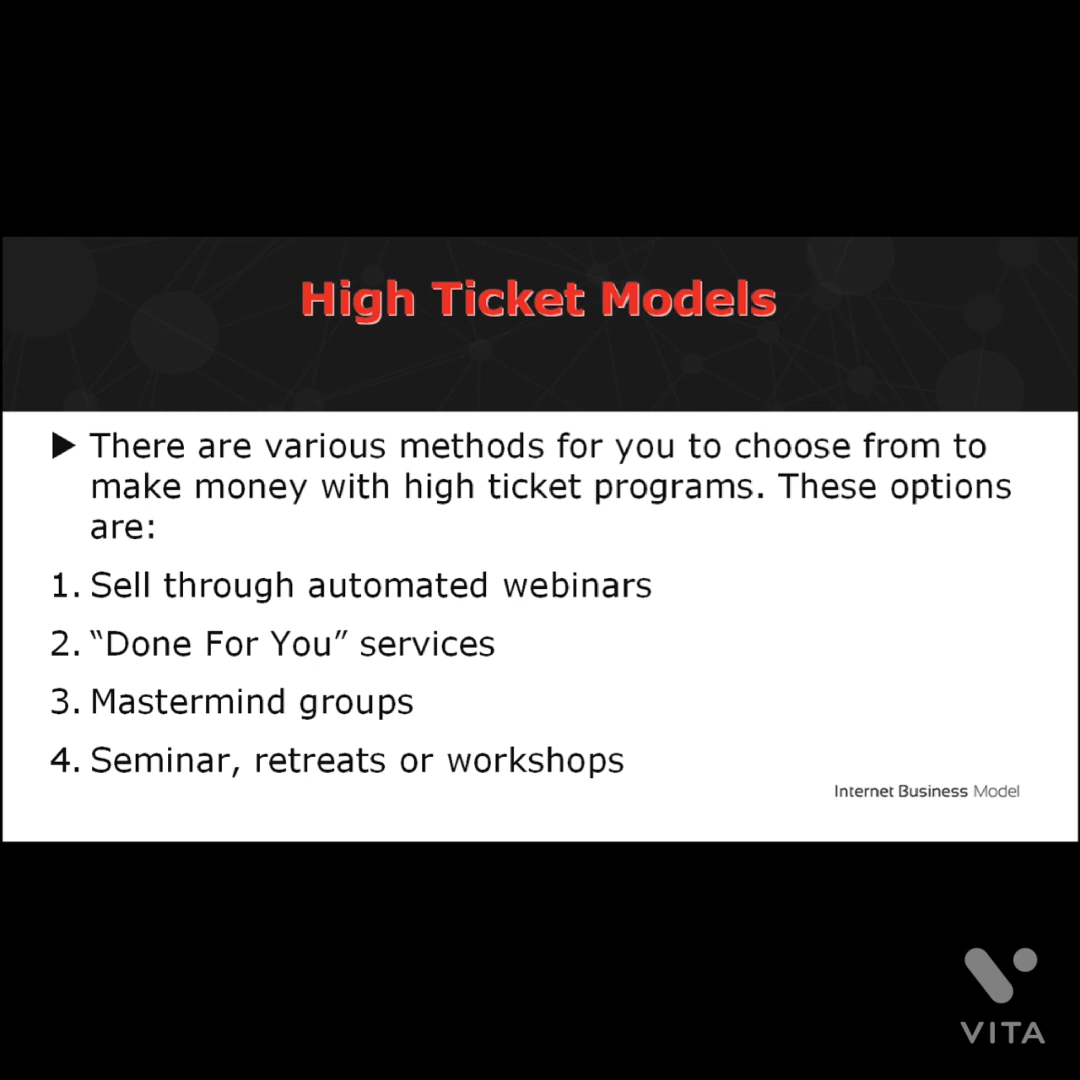 High Ticket Models
▶ There are various methods for you to choose from to
make money with high ticket programs. These options
are:
1. Sell through automated webinars
2. “Done For You” services
3. Mastermind groups
4. Seminar, retreats or workshops
Internet Business Model
VITA